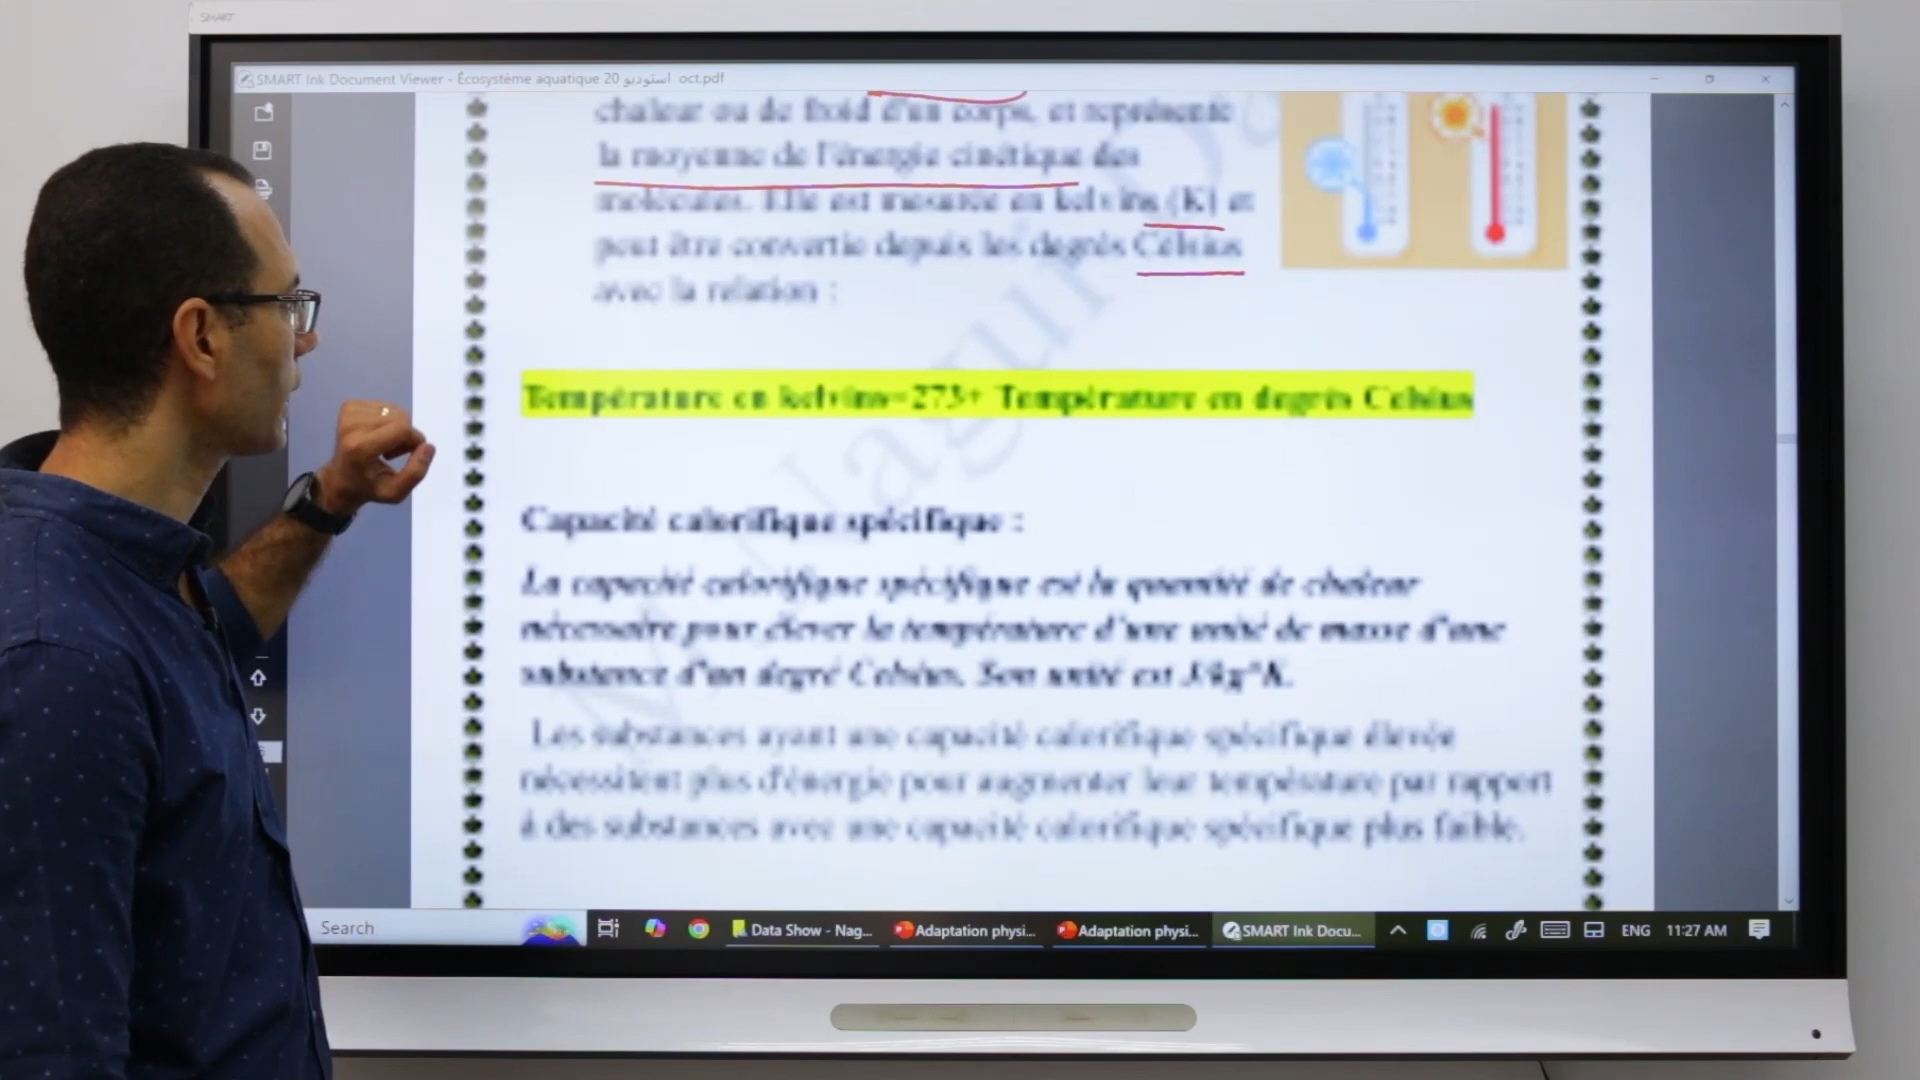 SMART
SMART Ink Document Viewer - Écosystème aquatique 20 استوديو oct.pdf
chaleur ou de froid d'un corps, et représente
la moyenne de l'énergie cinétique des
molécules. Elle est mesurée en kelvins (K) et
peut être convertie depuis les degrés Celsius
avec la relation :
Température en kelvins=273+ Température en degrés Celsius
Capacité calorifique spécifique :
La capacité calorifique spécifique est la quantité de chaleur
nécessaire pour élever la température d'une unité de masse d'une
substance d'un degré Celsius. Son unité est J/kg*K.
Les substances ayant une capacité calorifique spécifique élevée
nécessitent plus d'énergie pour augmenter leur température par rapport
à des substances avec une capacité calorifique spécifique plus faible.
Search
Data Show - Nag...
Adaptation physi...
Adaptation physi...
SMART Ink Docu...
ENG
11:27 AM